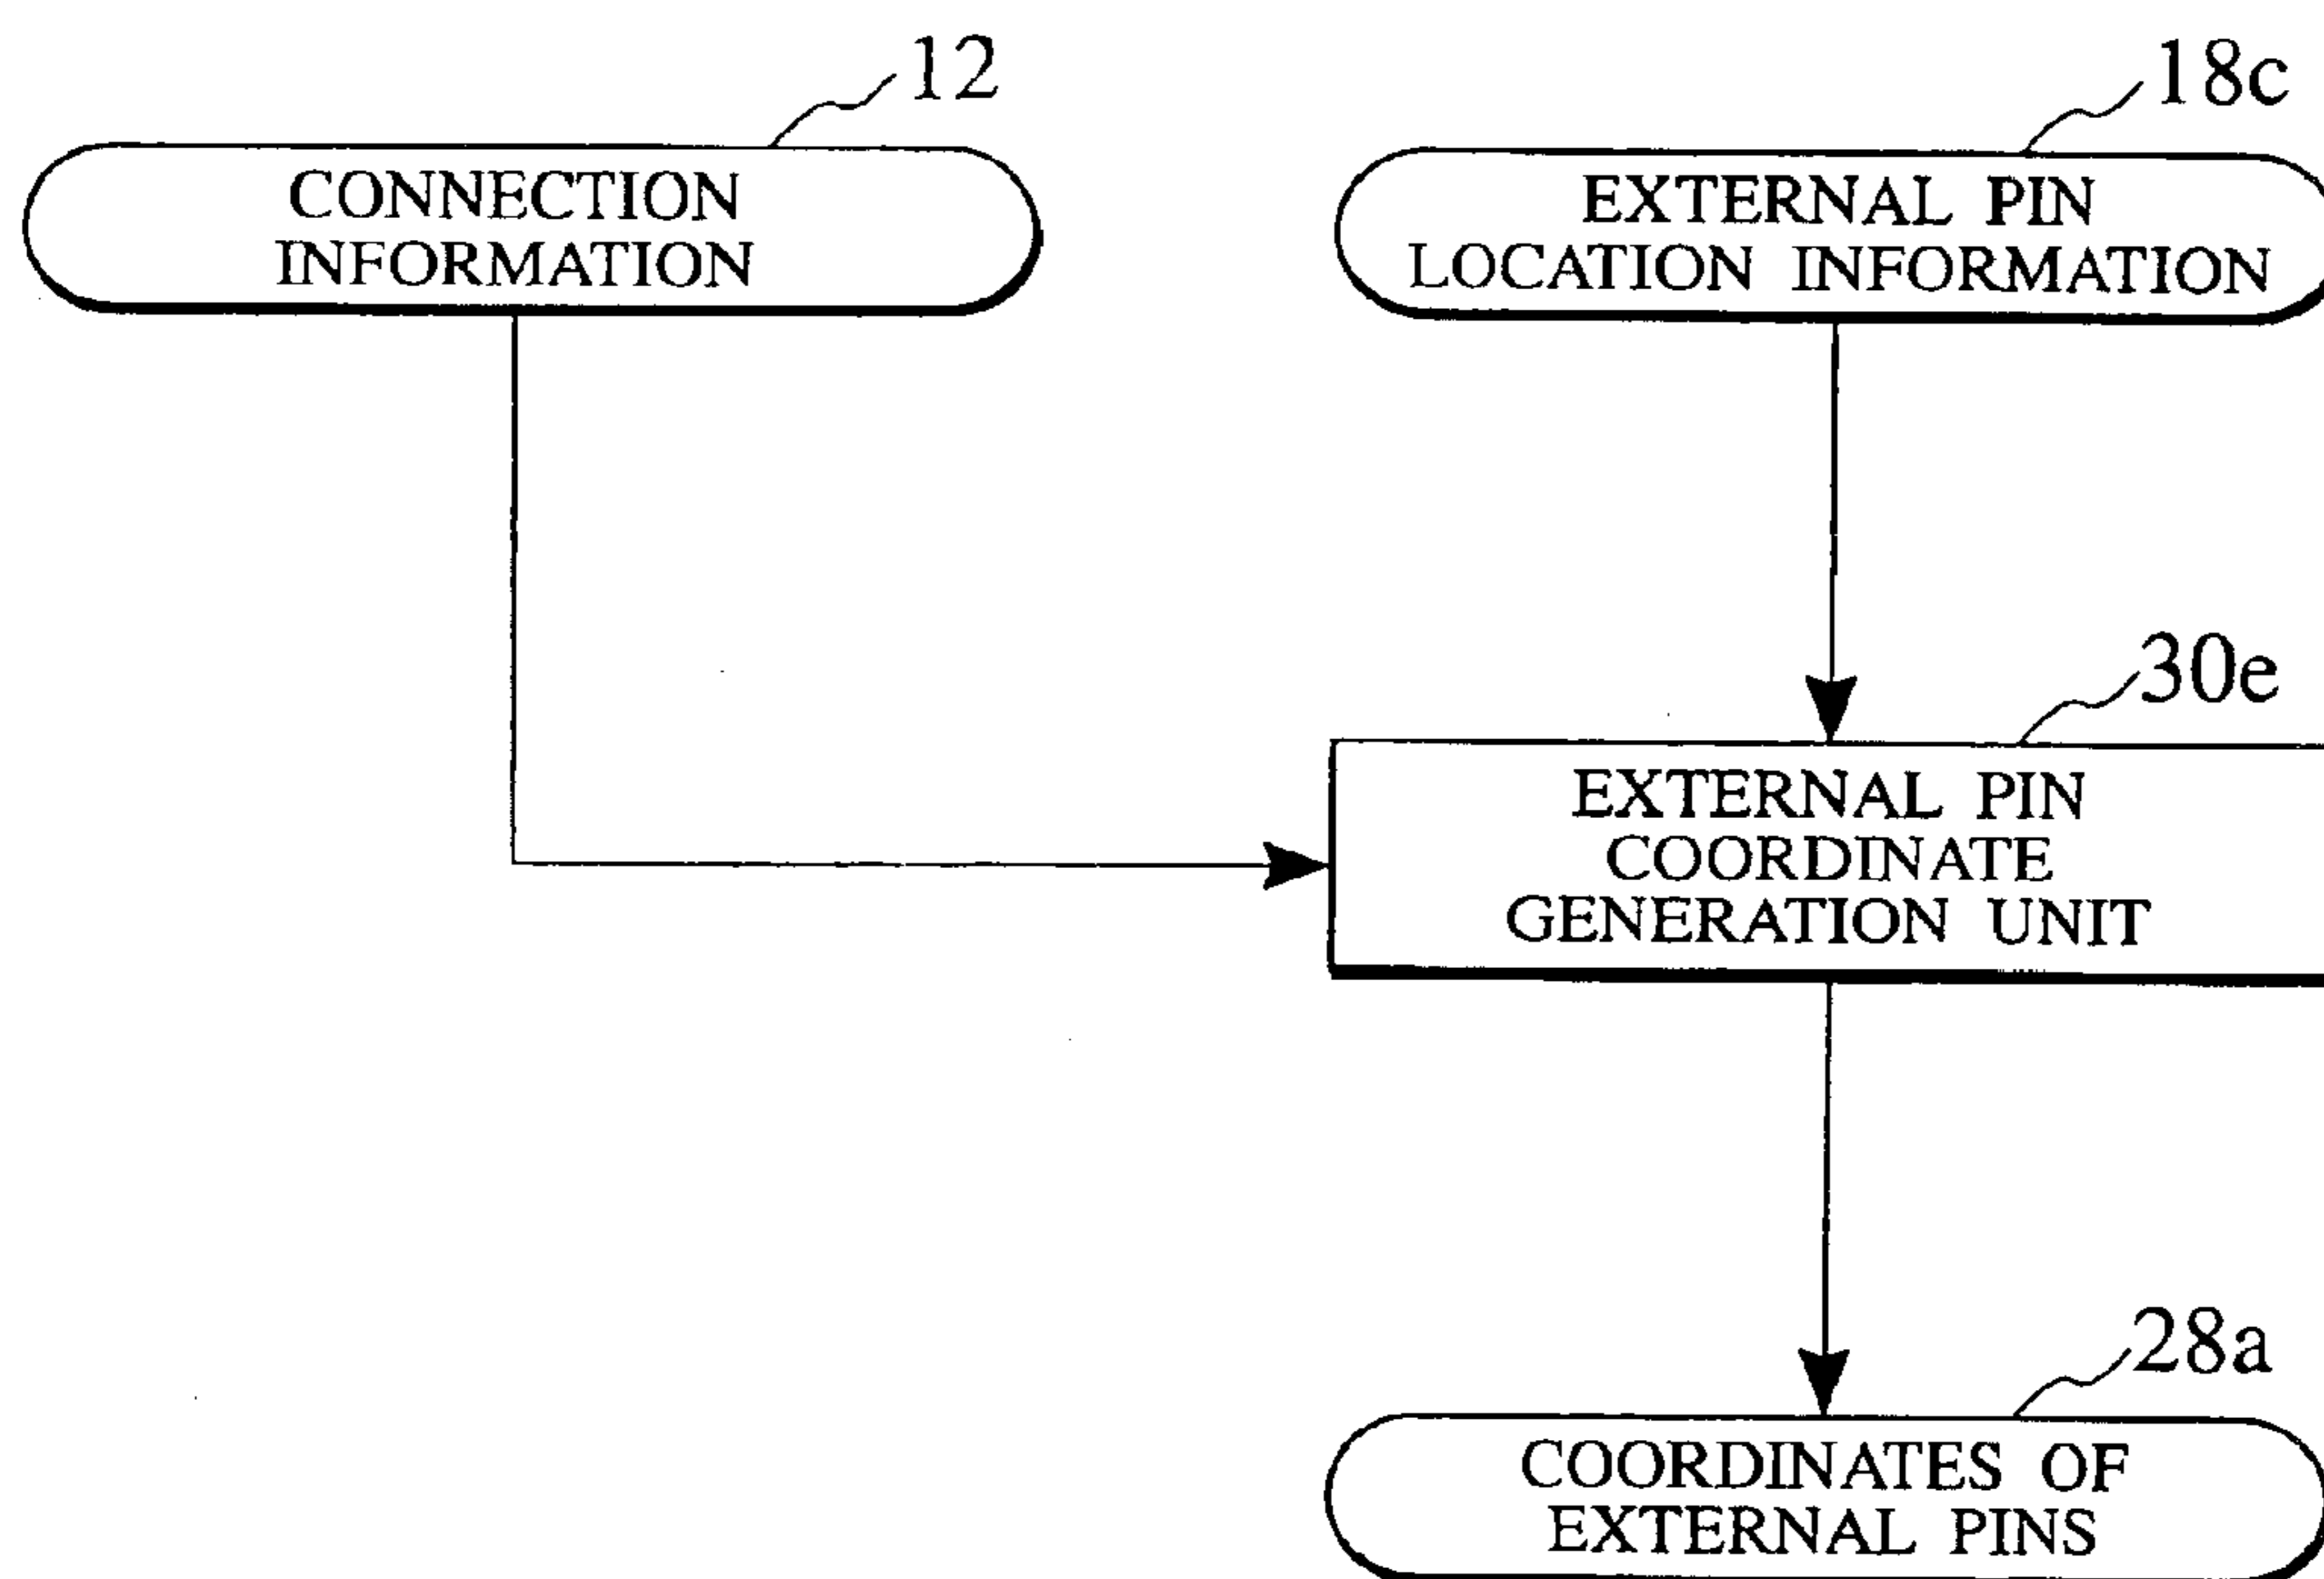 12
18c
CONNECTION
INFORMATION
EXTERNAL PIN
LOCATION INFORMATION
30e
EXTERNAL PIN
COORDINATE
GENERATION UNIT
28a
COORDINATES OF
EXTERNAL PINS